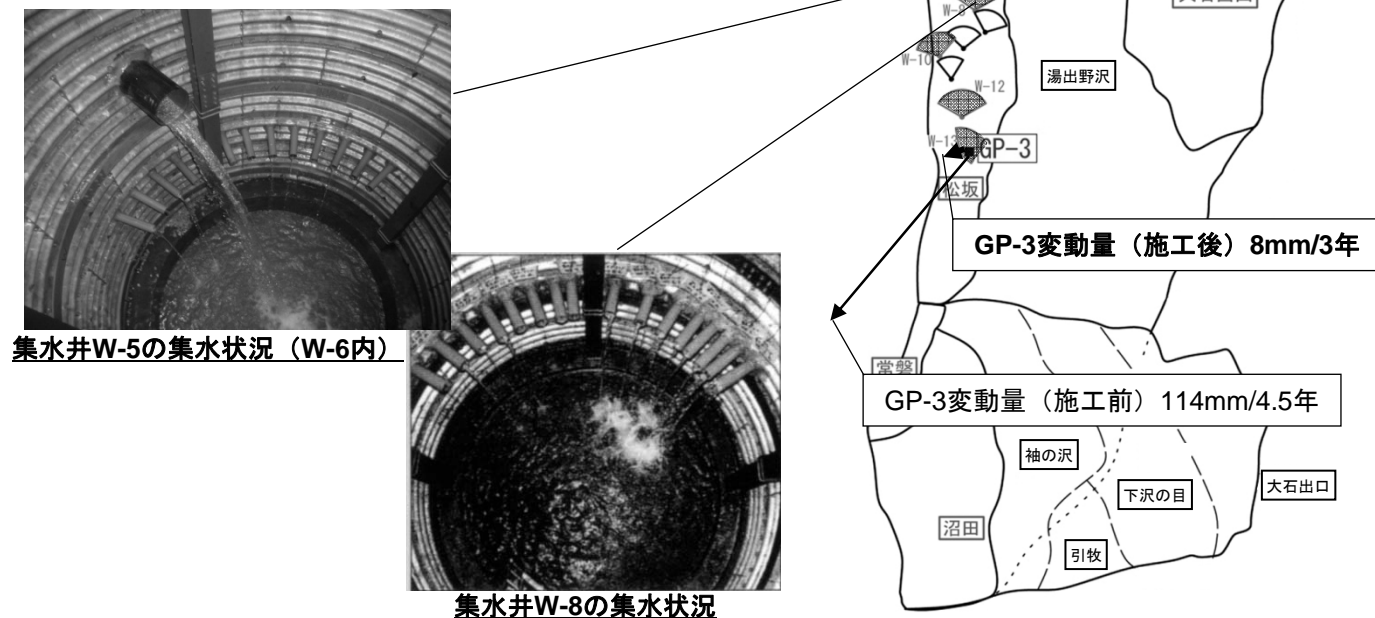 集水井W-5の集水状況（W-6内）
集水井W-8の集水状況
W-10
湯出野沢
W-12
W-13
GP-3
松坂
GP-3変動量（施工後）8mm/3年
常磐
GP-3変動量（施工前）114mm/4.5年
袖の沢
下沢の目
大石出口
沼田
引牧